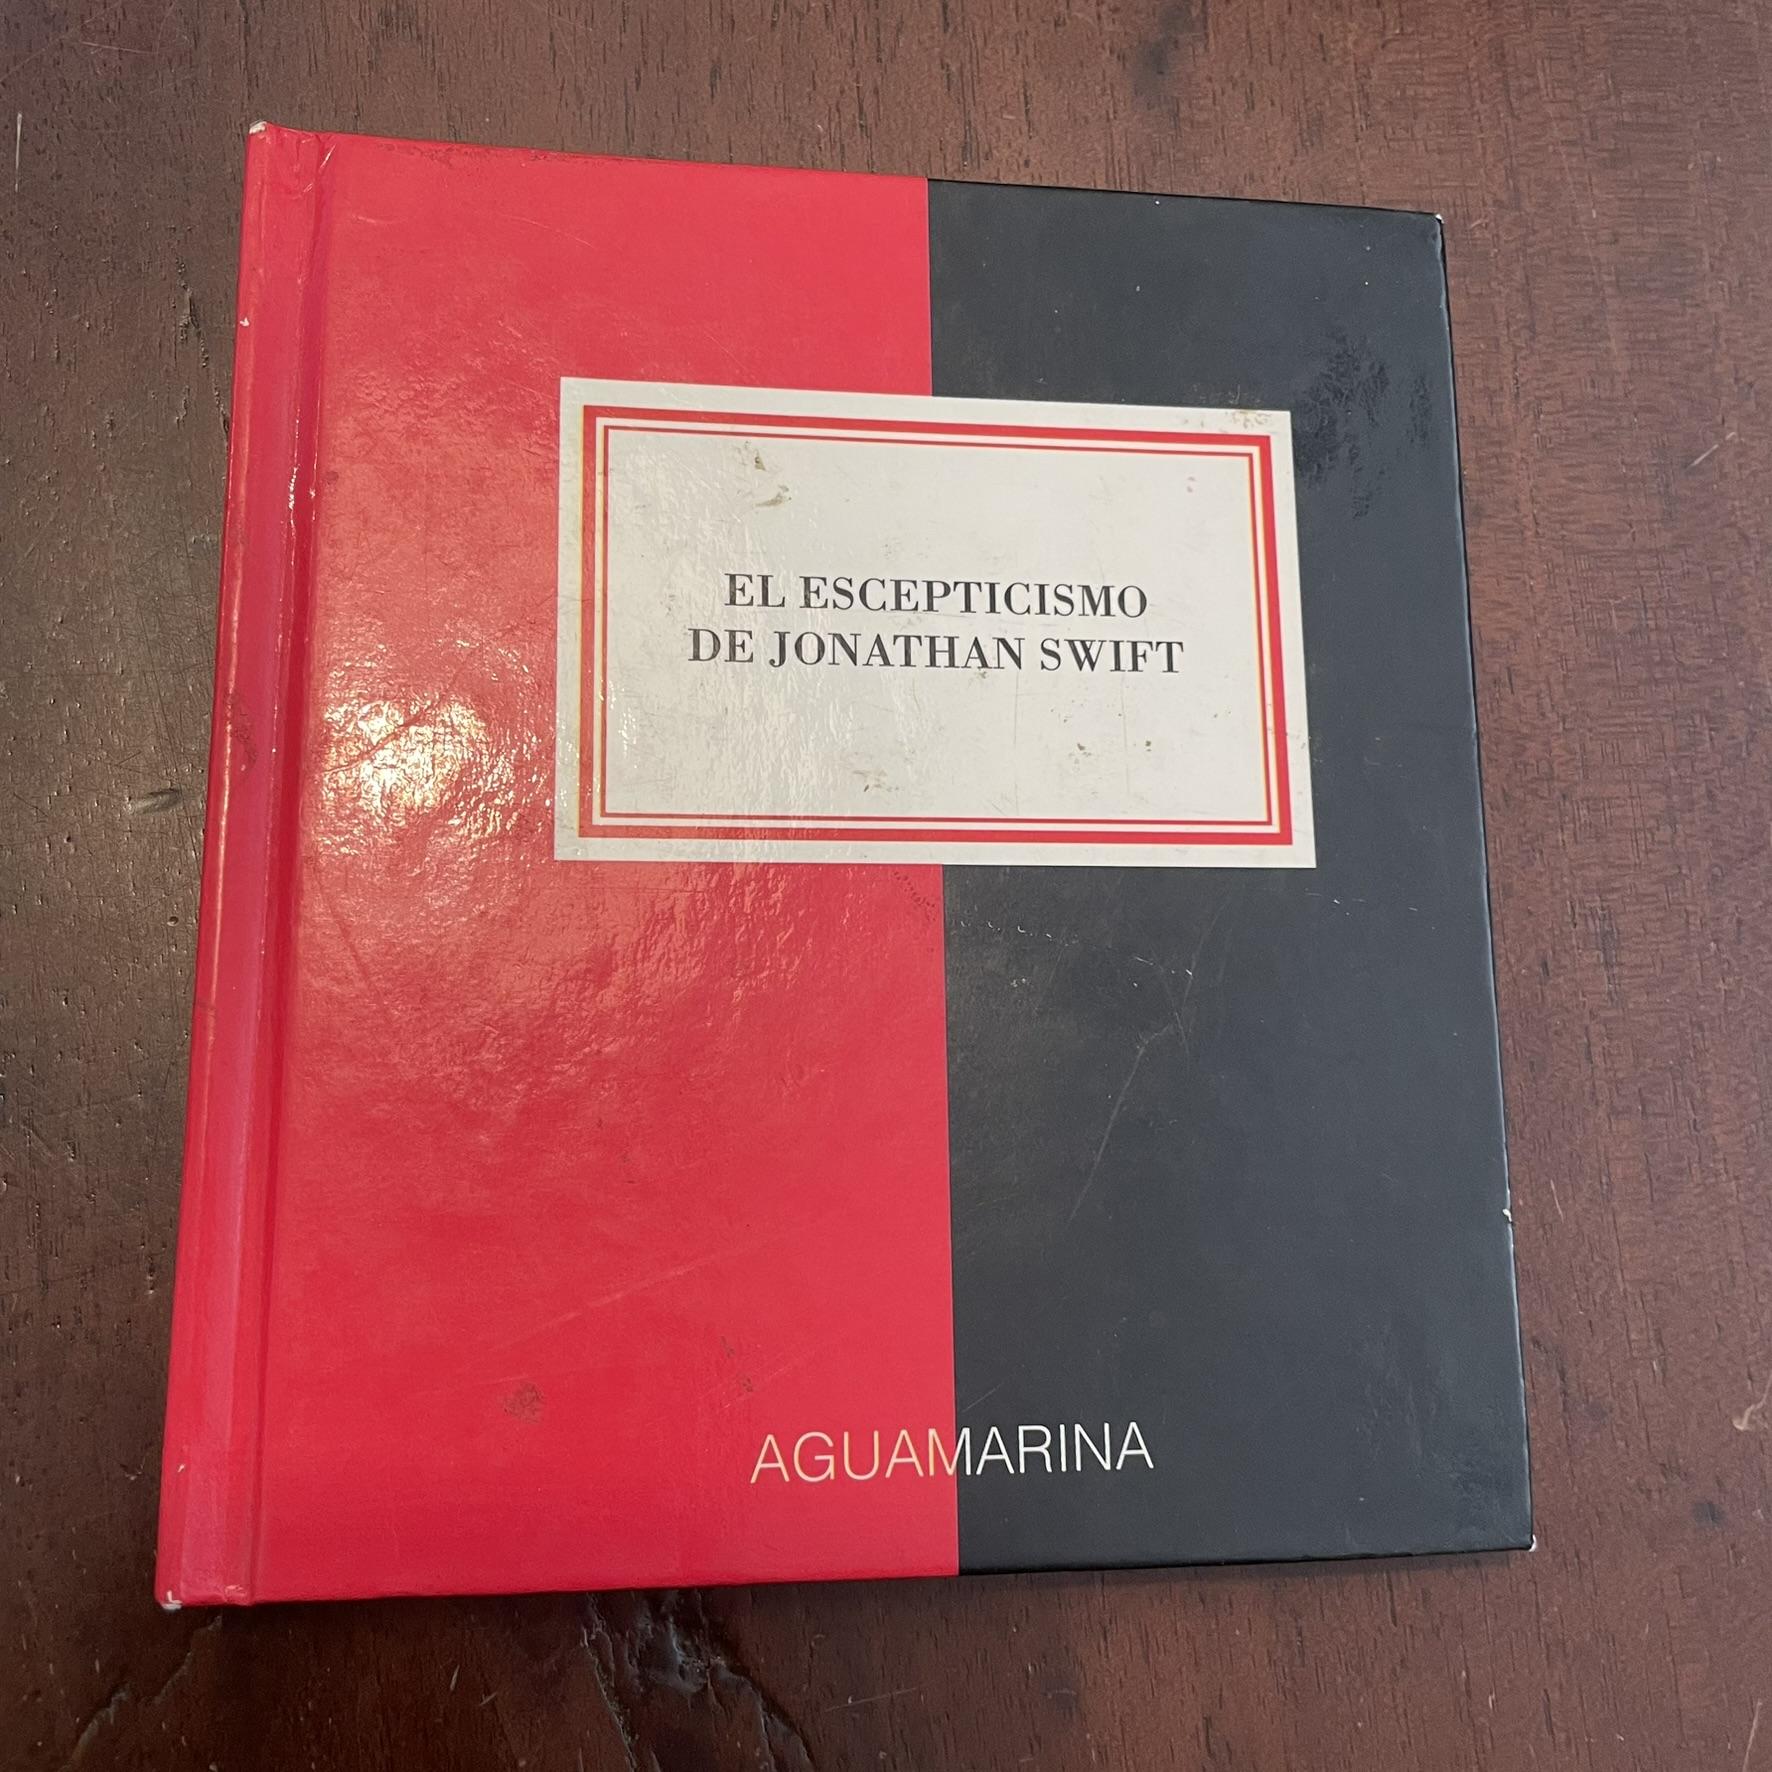 EL ESCEPTICISMO
DE JONATHAN SWIFT
AGUAMARINA